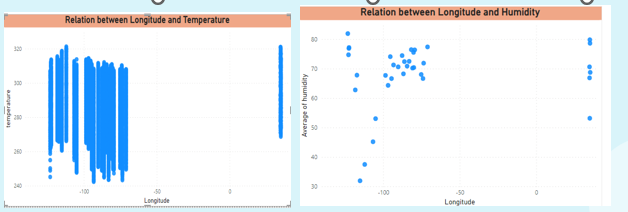 Relation between Longitude and Temperature
temperature
320
300
280
260
240
-100
-50
0
Longitude
Relation between Longitude and Humidity
Average of humidity
80
70
60
50
40
30
-100
-50
0
Longitude